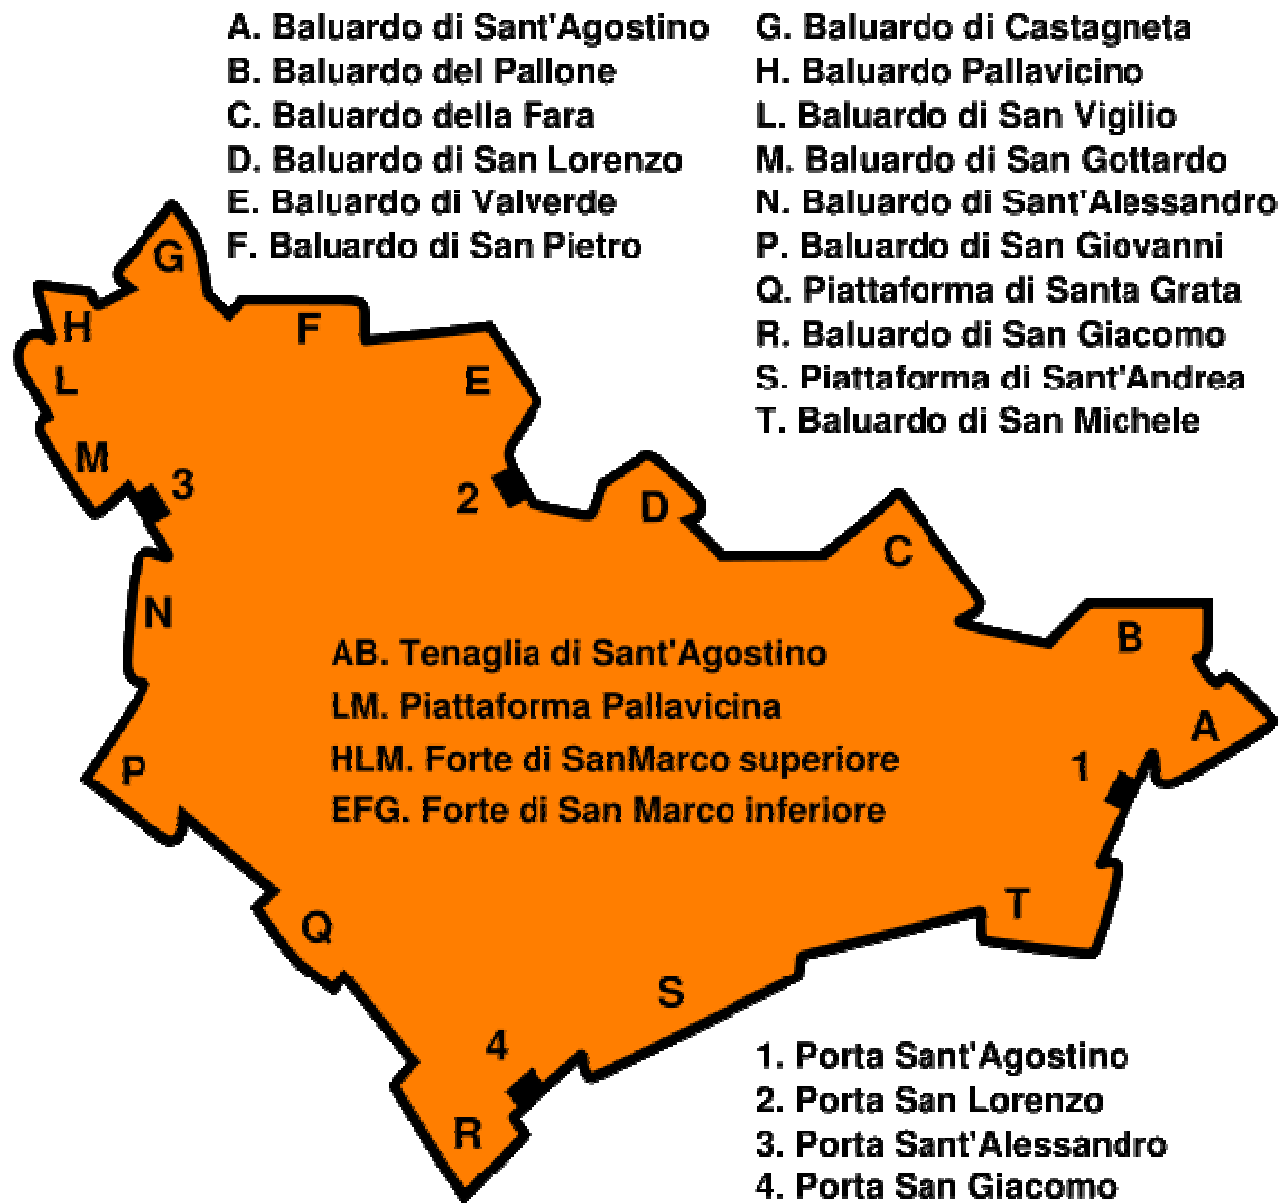 A. Baluardo di Sant'Agostino
B. Baluardo del Pallone
C. Baluardo della Fara
D. Baluardo di San Lorenzo
E. Baluardo di Valverde
F. Baluardo di San Pietro
G. Baluardo di Castagneta
H. Baluardo Pallavicino
L. Baluardo di San Vigilio
M. Baluardo di San Gottardo
N. Baluardo di Sant'Alessandro
P. Baluardo di San Giovanni
Q. Piattaforma di Santa Grata
R. Baluardo di San Giacomo
S. Piattaforma di Sant'Andrea
T. Baluardo di San Michele
G
H
F
L
E
M
3
2
D
C
N
B
AB. Tenaglia di Sant'Agostino
LM. Piattaforma Pallavicina
HLM. Forte di SanMarco superiore
EFG. Forte di San Marco inferiore
A
P
1
T
Q
S
4
R
1. Porta Sant'Agostino
2. Porta San Lorenzo
3. Porta Sant'Alessandro
4. Porta San Giacomo